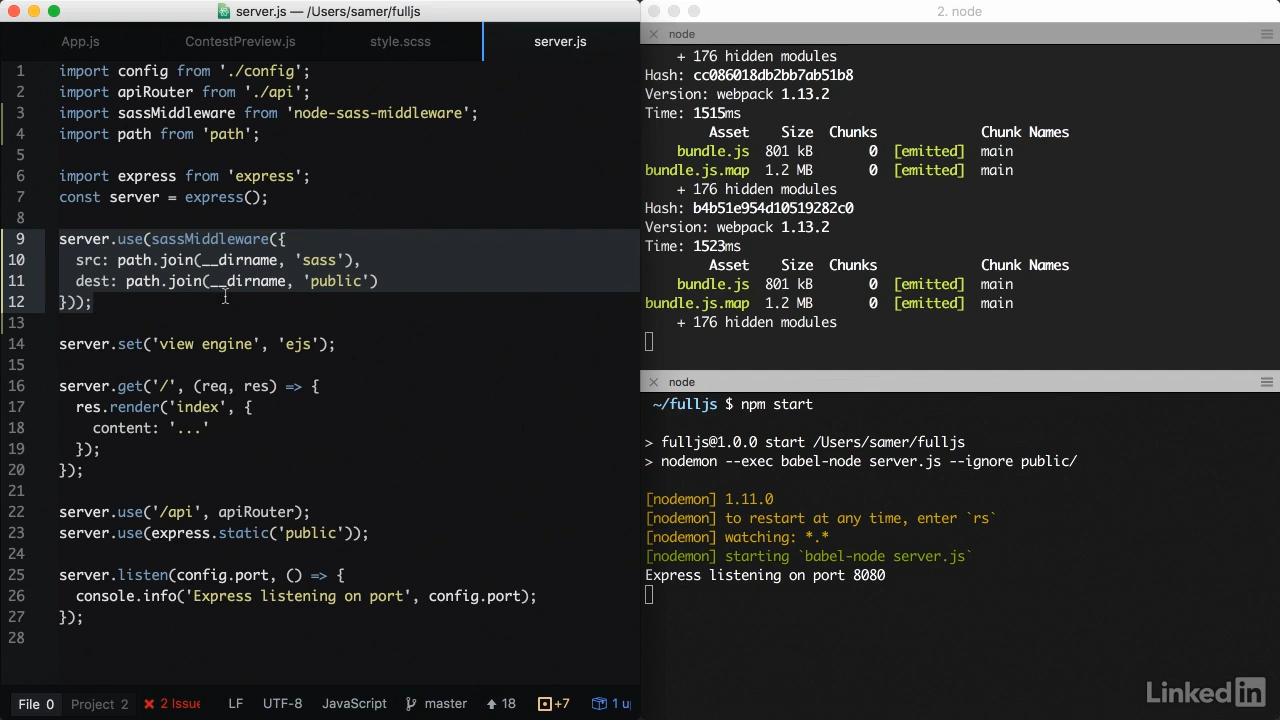 server.js — /Users/samer/fulljs
App.js
ContestPreview.js
style.scss
server.js
1 import config from './config';
2 import apiRouter from './api';
3 import sassMiddleware from 'node-sass-middleware';
4 import path from 'path';
5
6 import express from 'express';
7 const server = express();
8
9 server.use(sassMiddleware({
10 src: path.join(__dirname, 'sass'),
11 dest: path.join(__dirname, 'public')
12 }));
13
14 server.set('view engine', 'ejs');
15
16 server.get('/', (req, res) => {
17 res.render('index', {
18 content: '...'
19 });
20 });
21
22 server.use('/api', apiRouter);
23 server.use(express.static('public'));
24
25 server.listen(config.port, () => {
26 console.info('Express listening on port', config.port);
27 });
28
File 0 Project 2 2 Issue LF UTF-8 JavaScript master 18 +7 1 u
2. node
node
+ 176 hidden modules
Hash: cc086018db2bb7ab51b8
Version: webpack 1.13.2
Time: 1515ms
Asset Size Chunks Chunk Names
bundle.js 801 kB 0 [emitted] main
bundle.js.map 1.2 MB 0 [emitted] main
+ 176 hidden modules
Hash: b4b51e954d10519282c0
Version: webpack 1.13.2
Time: 1523ms
Asset Size Chunks Chunk Names
bundle.js 801 kB 0 [emitted] main
bundle.js.map 1.2 MB 0 [emitted] main
+ 176 hidden modules
node
~/fulljs $ npm start
> fulljs@1.0.0 start /Users/samer/fulljs
> nodemon --exec babel-node server.js --ignore public/
[nodemon] 1.11.0
[nodemon] to restart at any time, enter `rs`
[nodemon] watching: *.*
[nodemon] starting `babel-node server.js`
Express listening on port 8080
Linked in